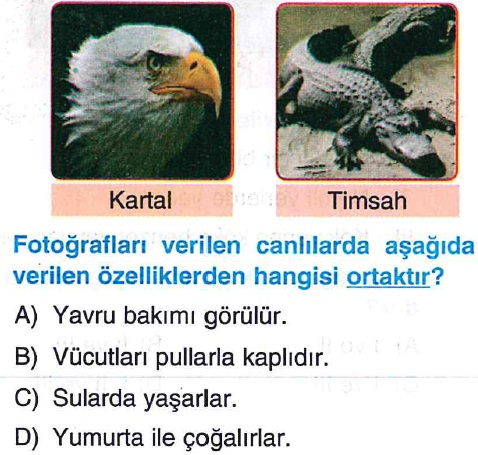 Kartal
Timsah
Fotoğrafları verilen canlılarda aşağıda
verilen özelliklerden hangisi ortaktır?
A) Yavru bakımı görülür.
B) Vücutları pullarla kaplıdır.
C) Sularda yaşarlar.
D) Yumurta ile çoğalırlar.